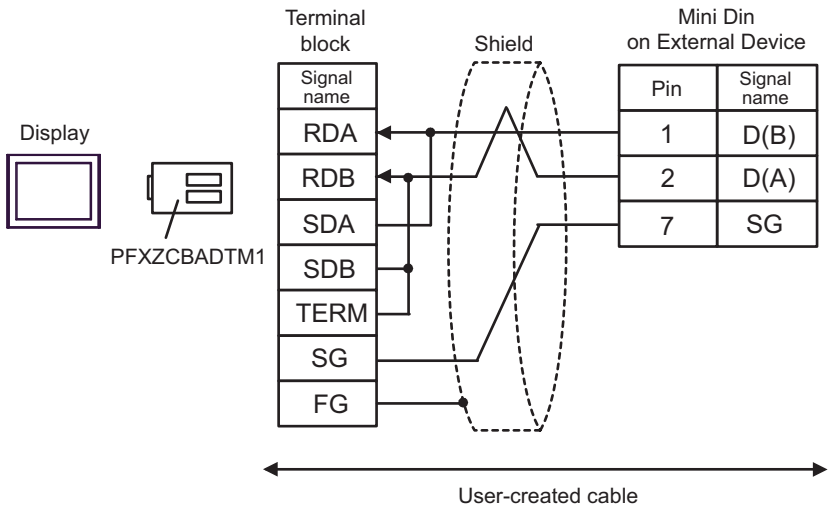 Terminal
block
Shield
Mini Din
on External Device
Display
PFXZCBADTM1
Signal
name
RDA
RDB
SDA
SDB
TERM
SG
FG
Pin
Signal
name
1
D(B)
2
D(A)
7
SG
User-created cable